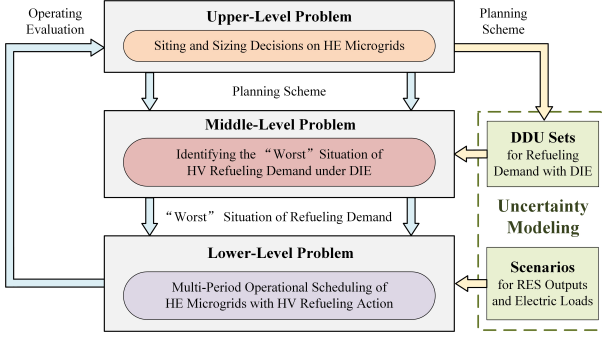 Operating
Evaluation
Upper-Level Problem
Siting and Sizing Decisions on HE Microgrids
Planning
Scheme
Planning Scheme
Middle-Level Problem
Identifying the “Worst” Situation of
HV Refueling Demand under DIE
DDU Sets
for Refueling
Demand with DIE
“Worst” Situation of Refueling Demand
Uncertainty
Modeling
Lower-Level Problem
Multi-Period Operational Scheduling of
HE Microgrids with HV Refueling Action
Scenarios
for RES Outputs
and Electric Loads